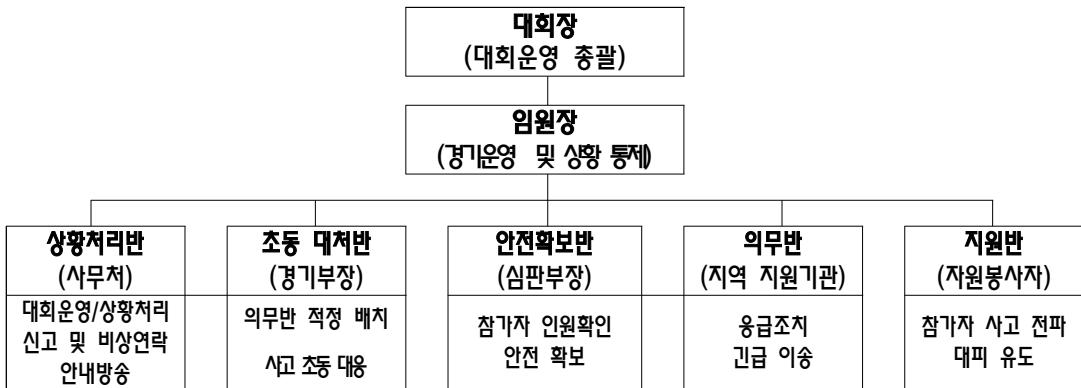 대회장
(대회운영 총괄)
임원장
(경기운영 및 상황 통제)
상황처리반
(사무처)
대회운영/상황처리
신고 및 비상연락
안내방송
초동 대처반
(경기부장)
의무반 적정 배치
사고 초동 대응
안전확보반
(심판부장)
참가자 인원확인
안전 확보
의무반
(지역 지원기관)
응급조치
긴급 이송
지원반
(자원봉사자)
참가자 사고 전파
대피 유도